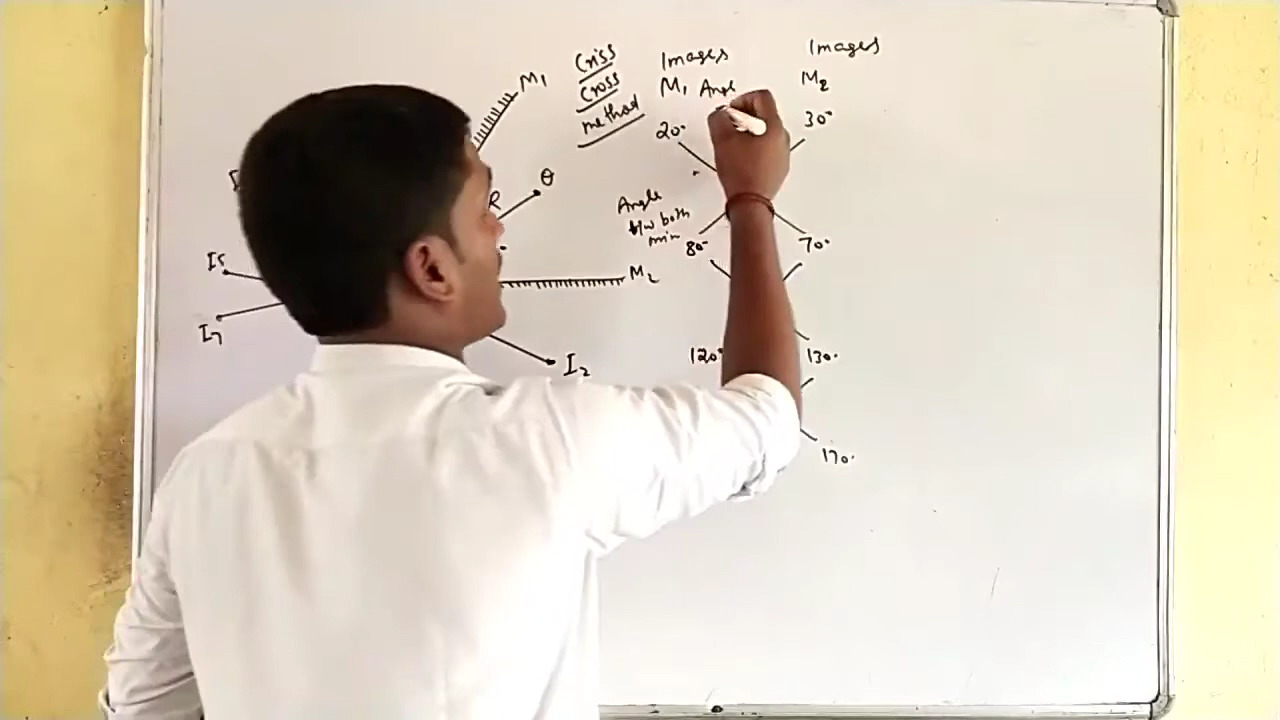 M₁
θ
R
M₂
I₅
I₇
I₂
Criss
Cross
method
Images
M₁ Angle
20°
Angle
b/w both
80°
120°
Images
M₂
30°
70°
130°
170°